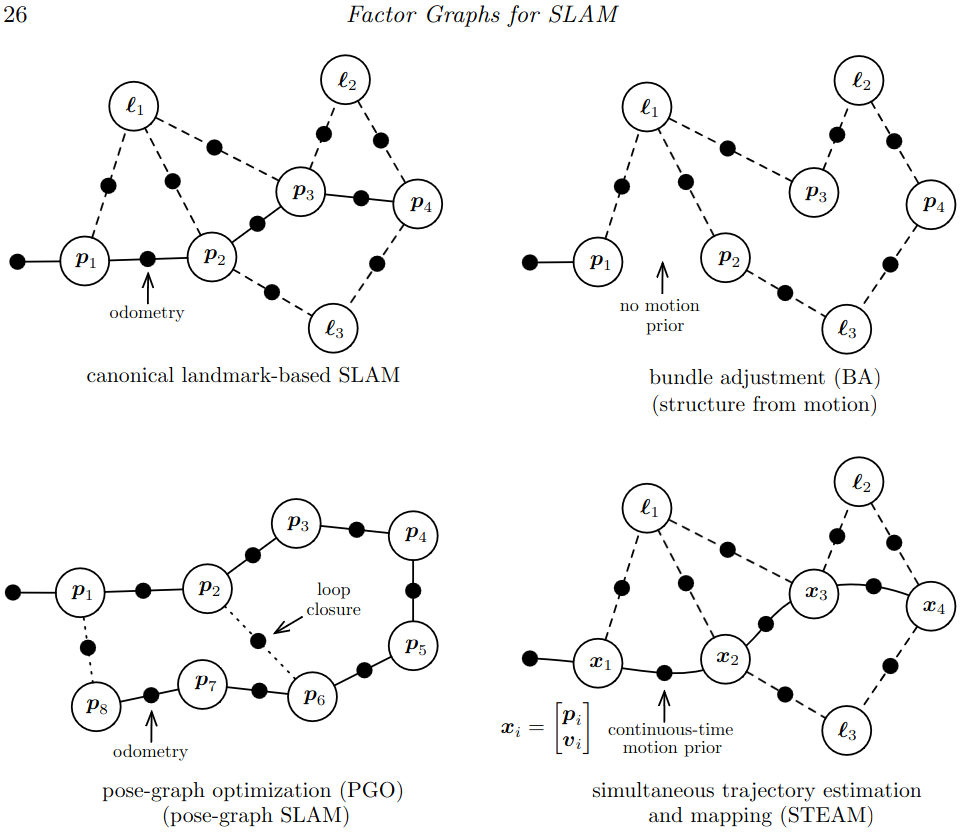 26
Factor Graphs for SLAM
ℓ₁
ℓ₂
p₃
p₄
p₁
p₂
odometry
ℓ₃
canonical landmark-based SLAM
ℓ₁
ℓ₂
p₃
p₄
p₁
p₂
no motion
prior
ℓ₃
bundle adjustment (BA)
(structure from motion)
p₃
p₄
p₁
p₂
loop
closure
p₅
p₇
p₆
p₈
odometry
pose-graph optimization (PGO)
(pose-graph SLAM)
ℓ₁
ℓ₂
x₃
x₄
x₁
x₂
xᵢ = [pᵢ
vᵢ]
continuous-time
motion prior
ℓ₃
simultaneous trajectory estimation
and mapping (STEAM)